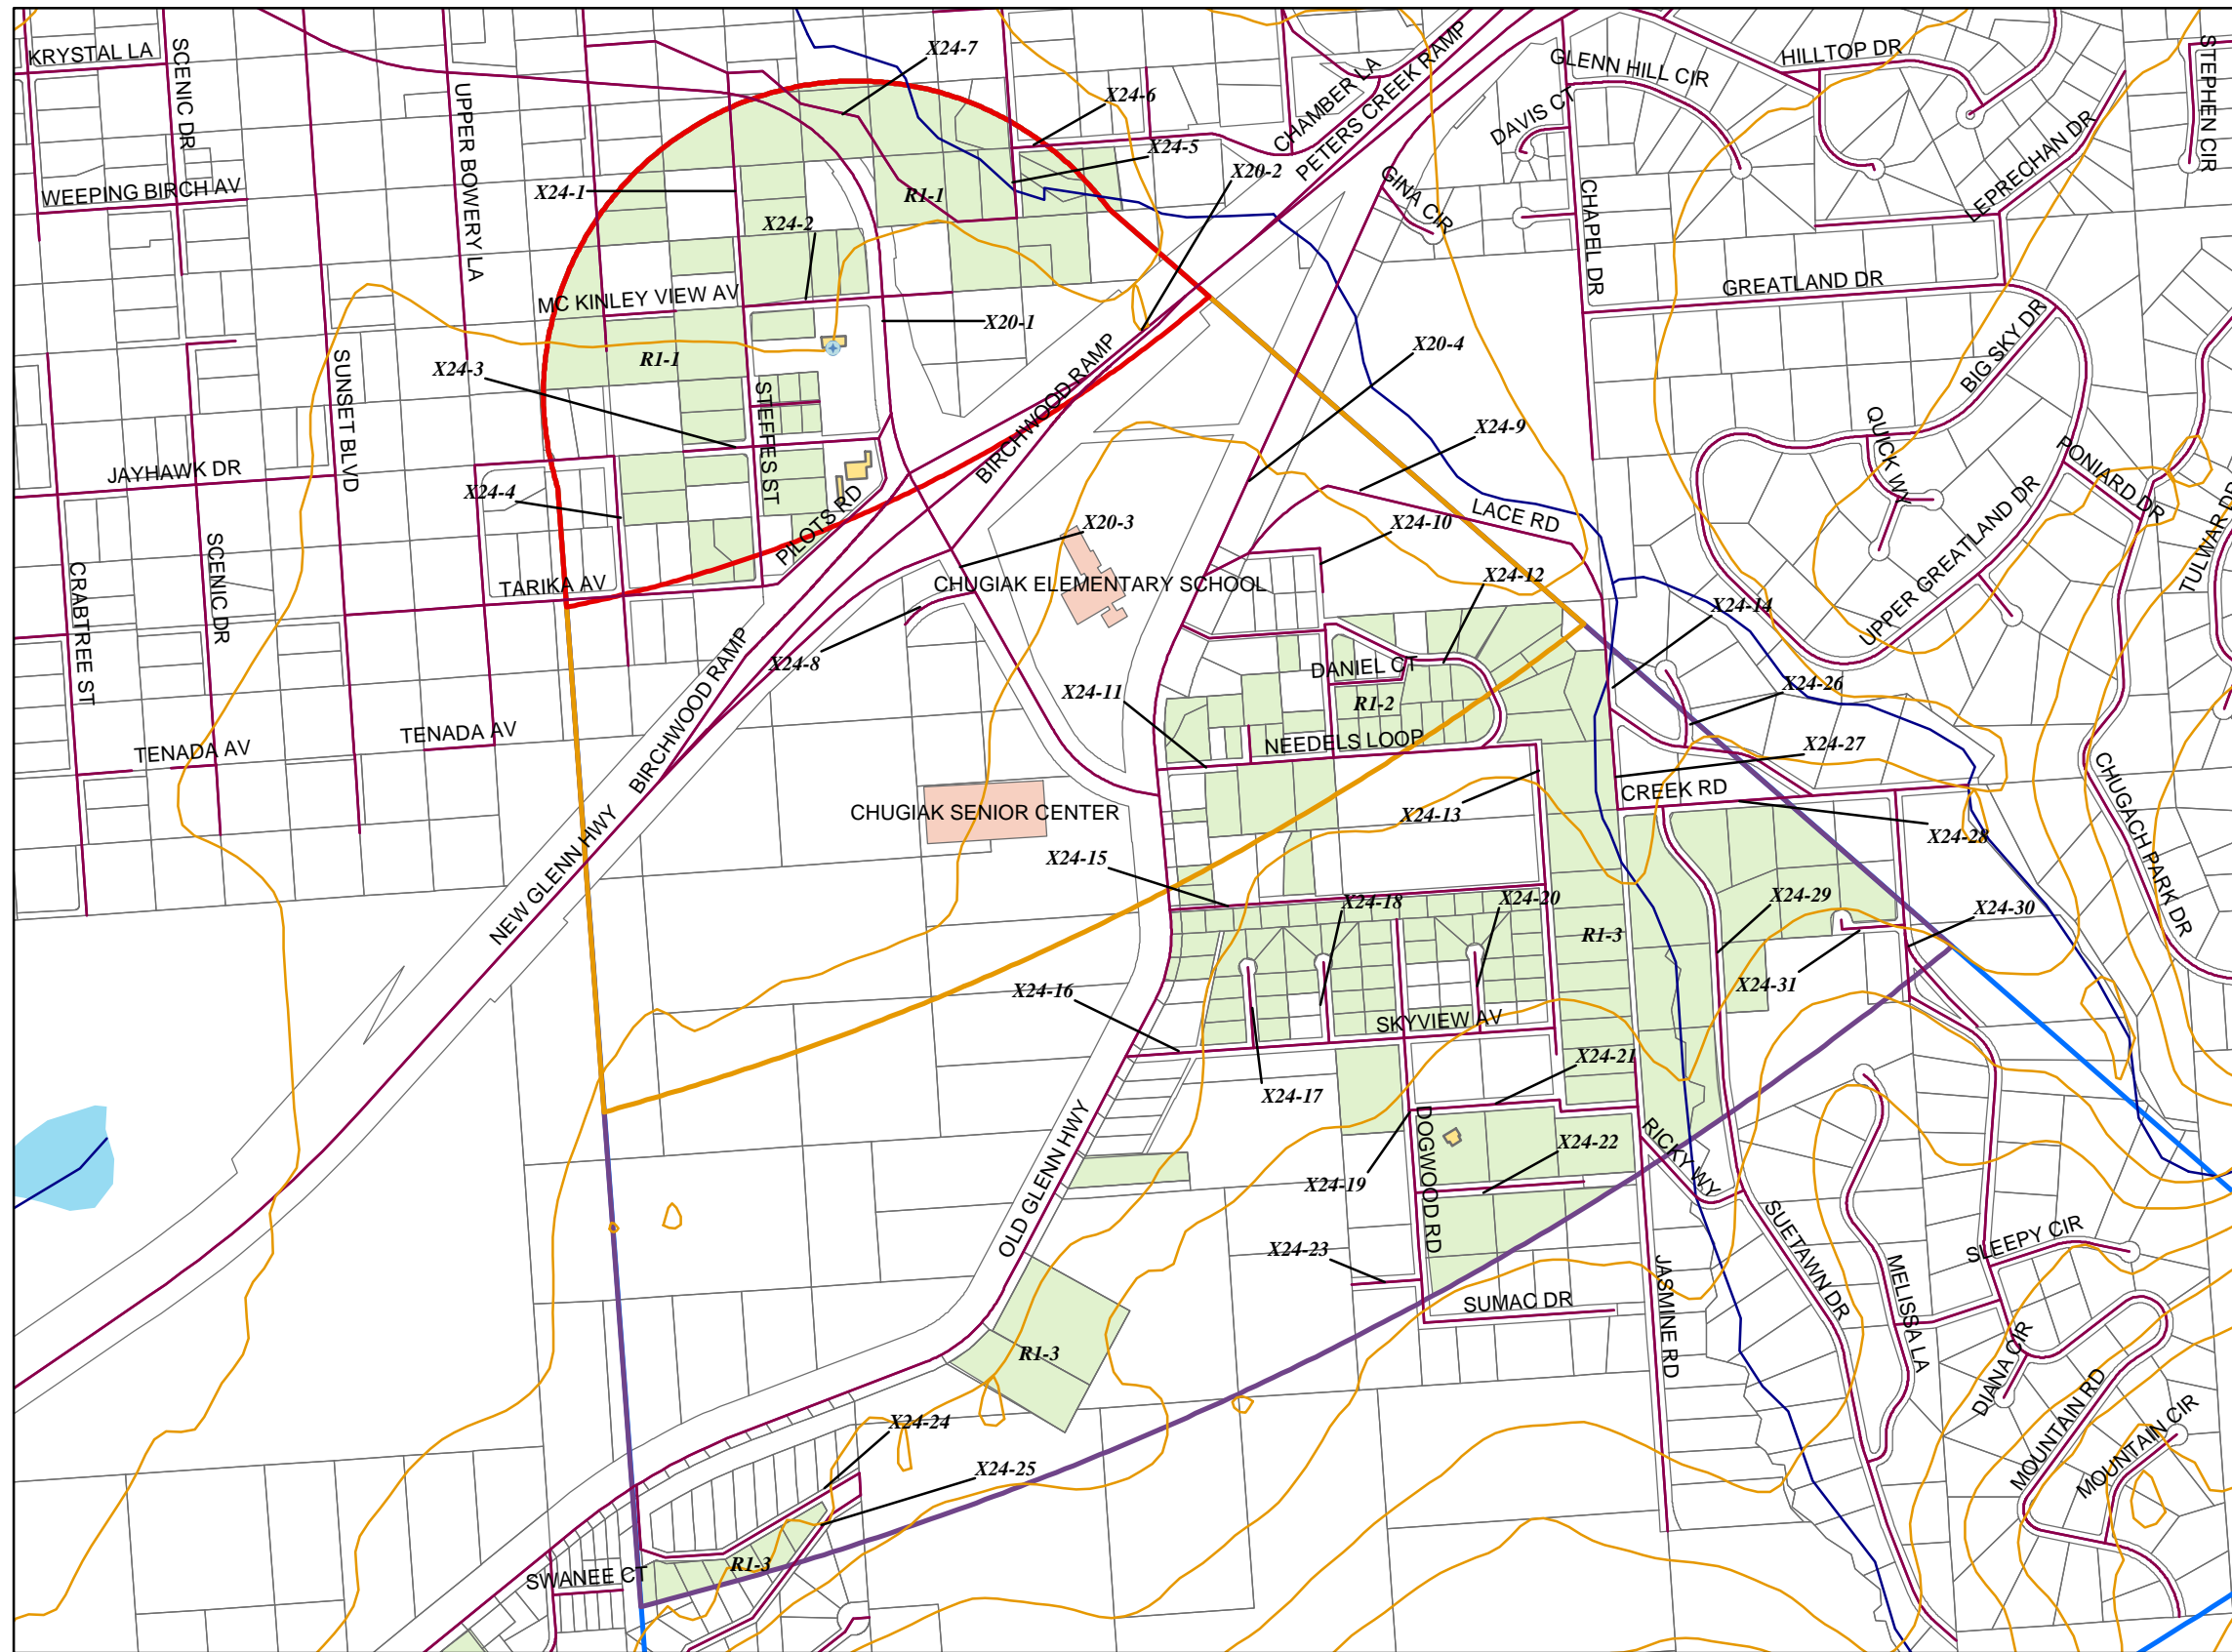 KRYSTAL LA
SCENIC DR
UPPER BOWERY LA
X24-7
CHAMBER LA
PETERS CREEK RAMP
GLENN HILL CIR
HILLTOP DR
STEPHEN CIR
X24-6
DAVIS CT
LEPRECHAN DR
X24-5
X20-2
WEEPING BIRCH AV
X24-1
R1-1
GINA CIR
CHAPEL DR
X24-2
MC KINLEY VIEW AV
GREATLAND DR
X20-1
BIG SKY DR
X20-4
R1-1
X24-3
SUNSET BLVD
STEFFES ST
BIRCHWOOD RAMP
X24-9
QUICK WY
PONIARD DR
JAYHAWK DR
X24-4
PILOTS RD
X20-3
LACE RD
X24-10
UPPER GREATLAND DR
TULWAR DR
CRABTREE ST
SCENIC DR
TARIKA AV
CHUGIAK ELEMENTARY SCHOOL
X24-12
X24-14
X24-8
DANIEL CT
X24-11
R1-2
X24-26
TENADA AV
TENADA AV
BIRCHWOOD RAMP
NEEDELS LOOP
X24-27
CREEK RD
CHUGIAK SENIOR CENTER
X24-13
X24-28
CHUGACH PARK DR
NEW GLENN HWY
X24-15
X24-18
X24-20
X24-29
X24-30
R1-3
X24-16
X24-31
SKYVIEW AV
X24-21
X24-17
OLD GLENN HWY
DOGWOOD RD
RICKY WY
X24-22
X24-19
SUETAWN DR
X24-23
SLEEPY CIR
JASMINE RD
MELISSA LA
SUMAC DR
R1-3
DIANA CIR
MOUNTAIN RD
MOUNTAIN CIR
X24-24
X24-25
R1-3
SWANEE CT